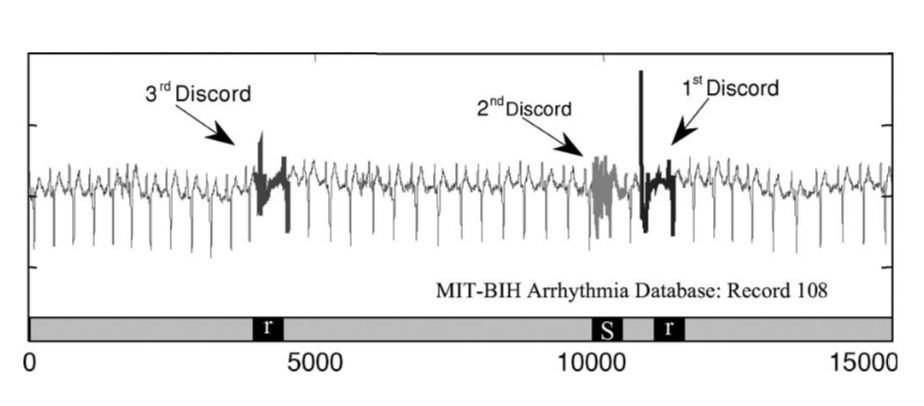 3rd Discord
2nd Discord
1st Discord
MIT-BIH Arrhythmia Database: Record 108
r
S
r
0
5000
10000
15000